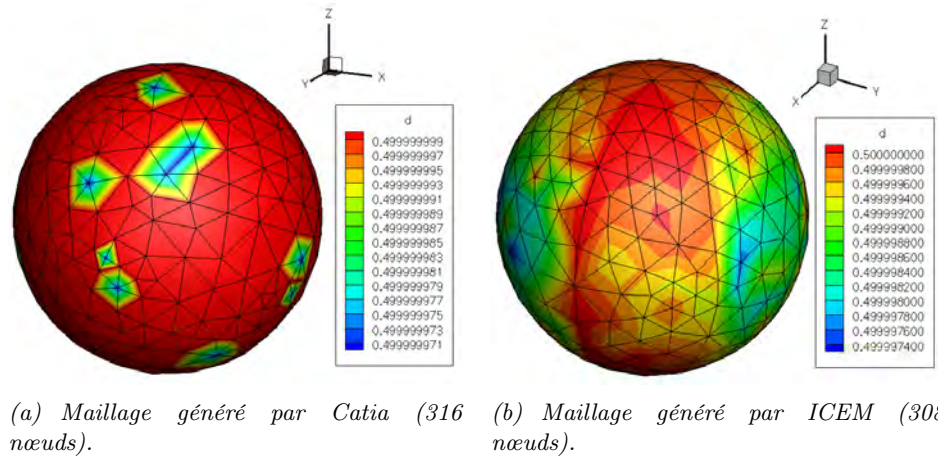 Z
Y
X
d
0.499999999
0.499999997
0.499999995
0.499999993
0.499999991
0.499999989
0.499999987
0.499999985
0.499999983
0.499999981
0.499999979
0.499999977
0.499999975
0.499999973
0.499999971
Z
X
Y
d
0.500000000
0.499999800
0.499999600
0.499999400
0.499999200
0.499999000
0.499998800
0.499998600
0.499998400
0.499998200
0.499998000
0.499997800
0.499997600
0.499997400
(a) Maillage généré par Catia (316
nœuds).
(b) Maillage généré par ICEM (308
nœuds).